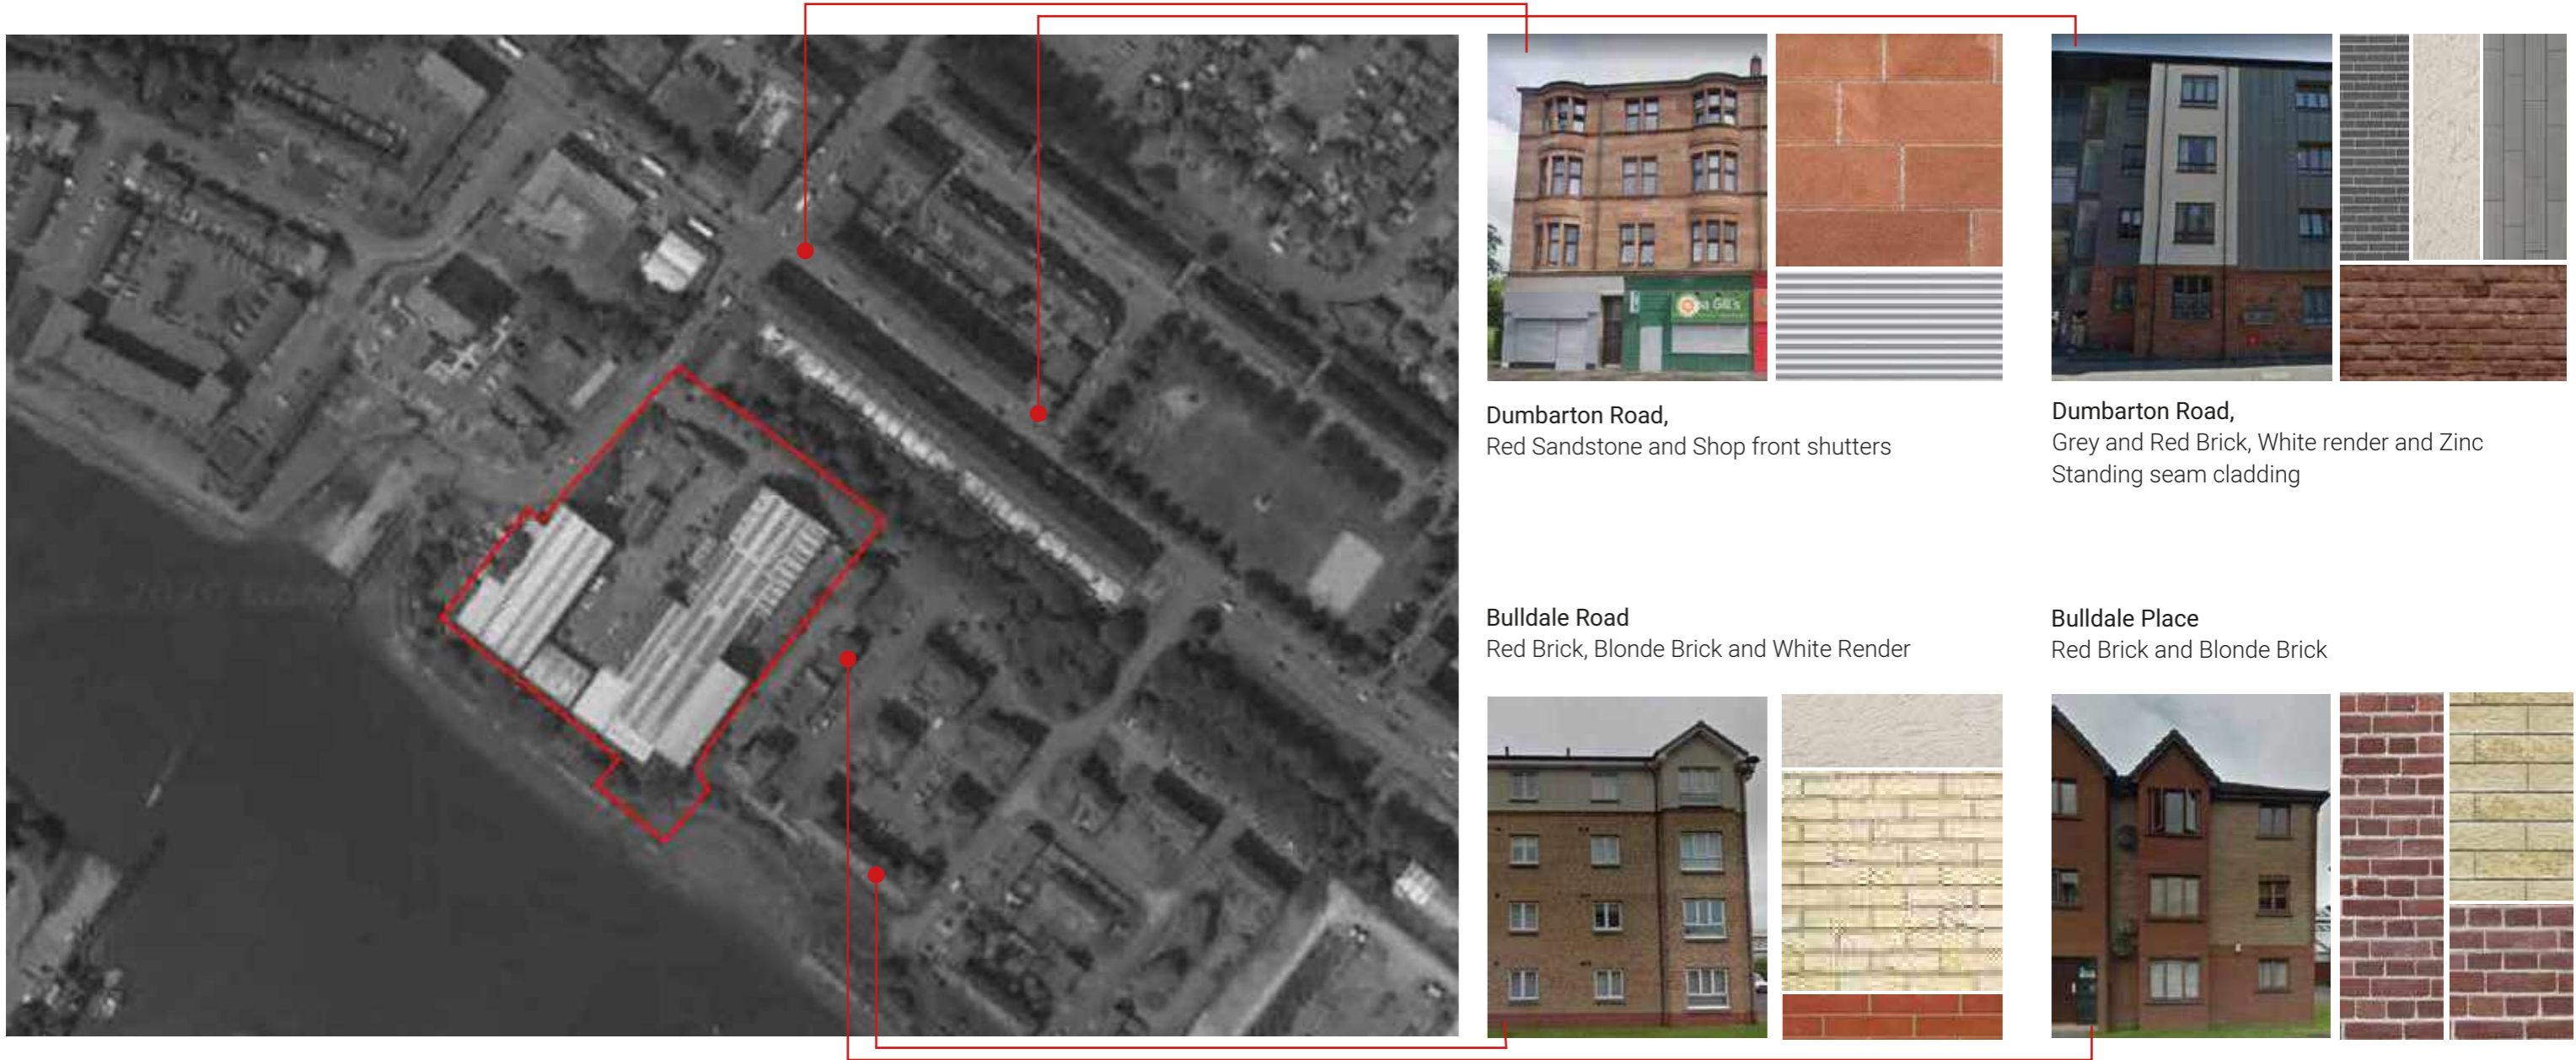 Dumbarton Road,
Red Sandstone and Shop front shutters
Dumbarton Road,
Grey and Red Brick, White render and Zinc
Standing seam cladding
Bulldale Road
Red Brick, Blonde Brick and White Render
Bulldale Place
Red Brick and Blonde Brick